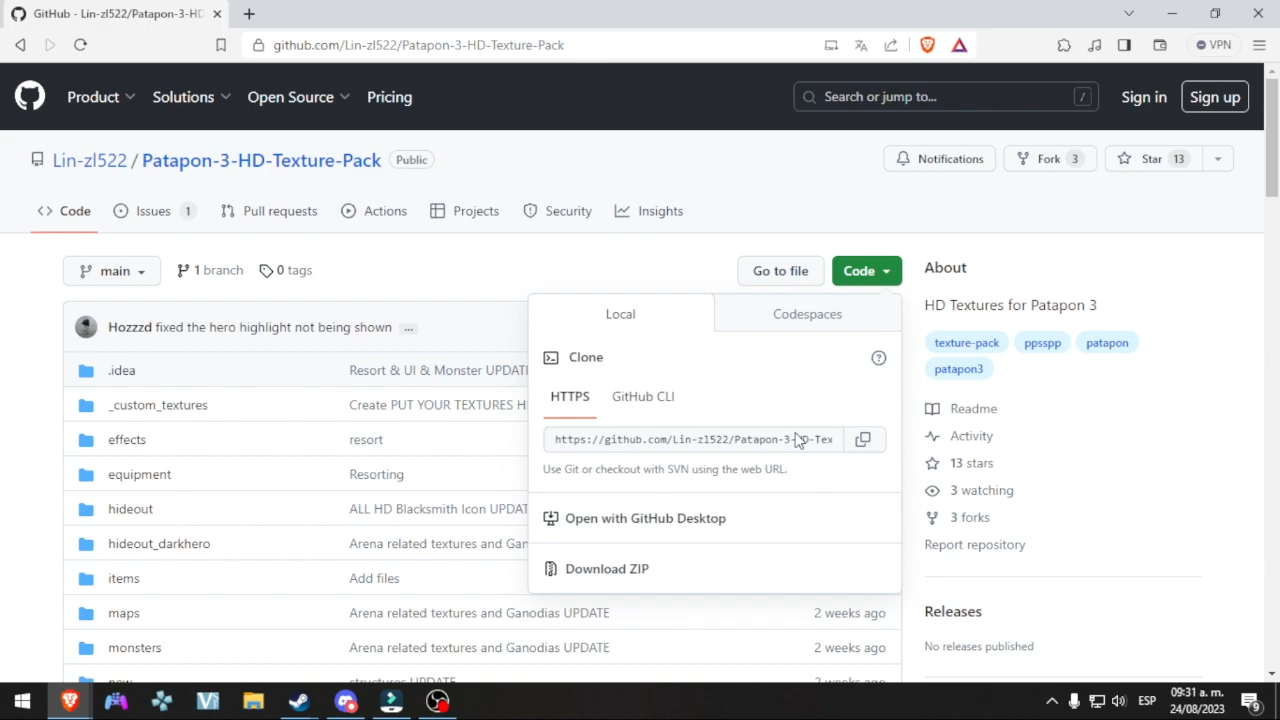 GitHub - Lin-zl522/Patapon-3-HD
github.com/Lin-zl522/Patapon-3-HD-Texture-Pack
VPN
Product
Solutions
Open Source
Pricing
Search or jump to...
/
Sign in
Sign up
Lin-zl522 / Patapon-3-HD-Texture-Pack
Public
Notifications
Fork 3
Star 13
Code
Issues 1
Pull requests
Actions
Projects
Security
Insights
main
1 branch
0 tags
Go to file
Code
About
HD Textures for Patapon 3
texture-pack
ppsspp
patapon
patapon3
Readme
Activity
13 stars
3 watching
3 forks
Report repository
Releases
No releases published
Hozzzd fixed the hero highlight not being shown ...
.idea
Resort & UI & Monster UPDAT
_custom_textures
Create PUT YOUR TEXTURES H
effects
resort
equipment
Resorting
hideout
ALL HD Blacksmith Icon UPDAT
hideout_darkhero
Arena related textures and Gan
items
Add files
maps
Arena related textures and Ganodias UPDATE
2 weeks ago
monsters
Arena related textures and Ganodias UPDATE
2 weeks ago
new
structures UPDATE
2 weeks ago
Local
Codespaces
Clone
HTTPS
GitHub CLI
https://github.com/Lin-zl522/Patapon-3-HD-Tex
Use Git or checkout with SVN using the web URL.
Open with GitHub Desktop
Download ZIP
ESP
09:31 a. m.
24/08/2023
9